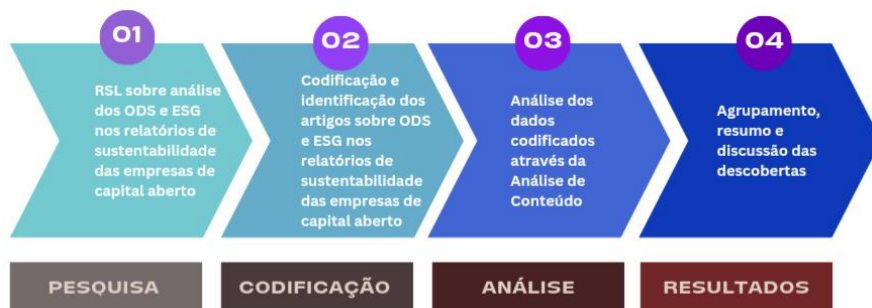 01
RSL sobre análise
dos ODS e ESG
nos relatórios de
sustentabilidade
das empresas de
capital aberto
02
Codificação e
identificação dos
artigos sobre ODS
e ESG nos
relatórios de
sustentabilidade
das empresas de
capital aberto
03
Análise dos
dados
codificados
através da
Análise de
Conteúdo
04
Agrupamento,
resumo e
discussão das
descobertas
PESQUISA
CODIFICAÇÃO
ANÁLISE
RESULTADOS